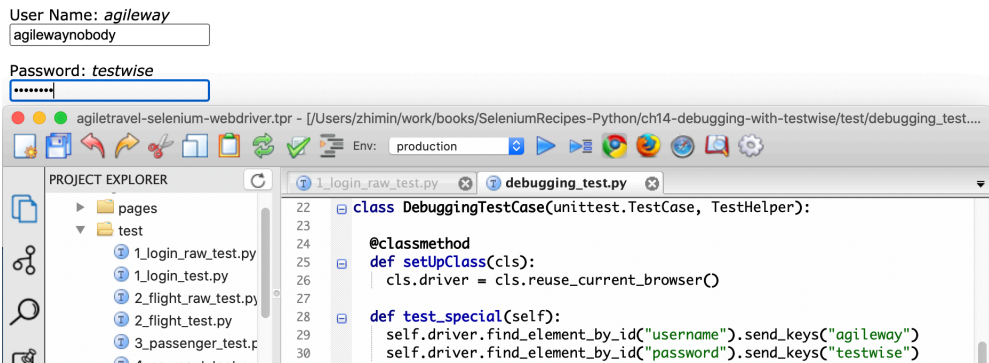 User Name: agileway
agilewaynobody
Password: testwise
••••••••
agiletravel-selenium-webdriver.tpr - [/Users/zhimin/work/books/SeleniumRecipes-Python/ch14-debugging-with-testwise/test/debugging_test....
Env: production
PROJECT EXPLORER
1_login_raw_test.py debugging_test.py
pages
test
1_login_raw_test.py
1_login_test.py
2_flight_raw_test.py
2_flight_test.py
3_passenger_test.p
22 class DebuggingTestCase(unittest.TestCase, TestHelper):
23
24 @classmethod
25 def setUpClass(cls):
26 cls.driver = cls.reuse_current_browser()
27
28 def test_special(self):
29 self.driver.find_element_by_id("username").send_keys("agileway")
30 self.driver.find_element_by_id("password").send_keys("testwise")